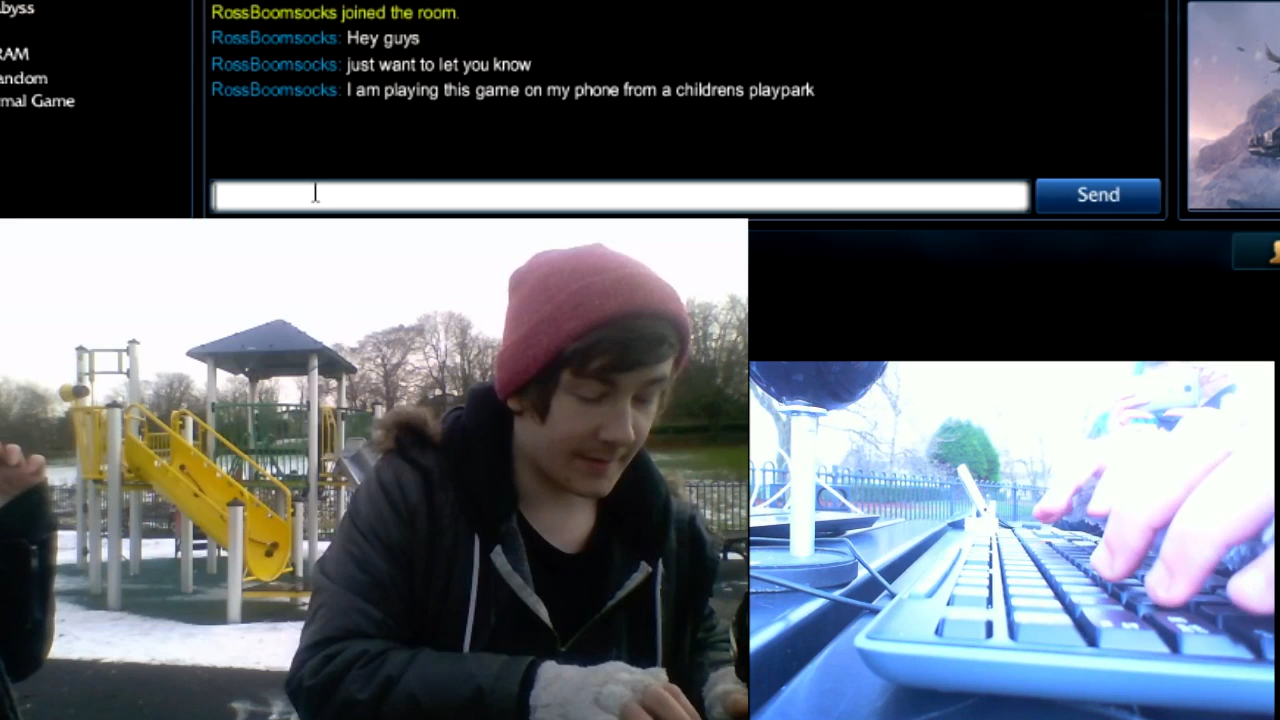 RossBoomsocks joined the room.
byss
RossBoomsocks: Hey guys
RAM
RossBoomsocks: just want to let you know
andom
RossBoomsocks: I am playing this game on my phone from a childrens playpark
mal Game
Send